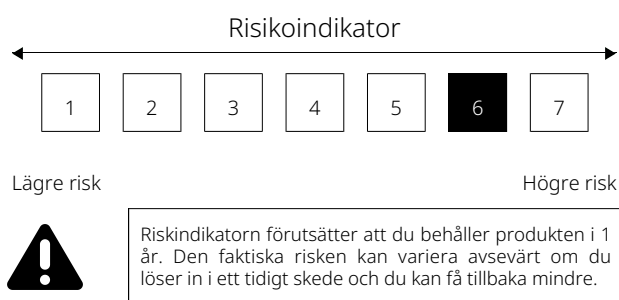 Risikoindikator
1 2 3 4 5 6 7
Lägre risk Högre risk
Riskindikatorn förutsätter att du behåller produkten i 1
år. Den faktiska risken kan variera avsevärt om du
löser in i ett tidigt skede och du kan få tillbaka mindre.